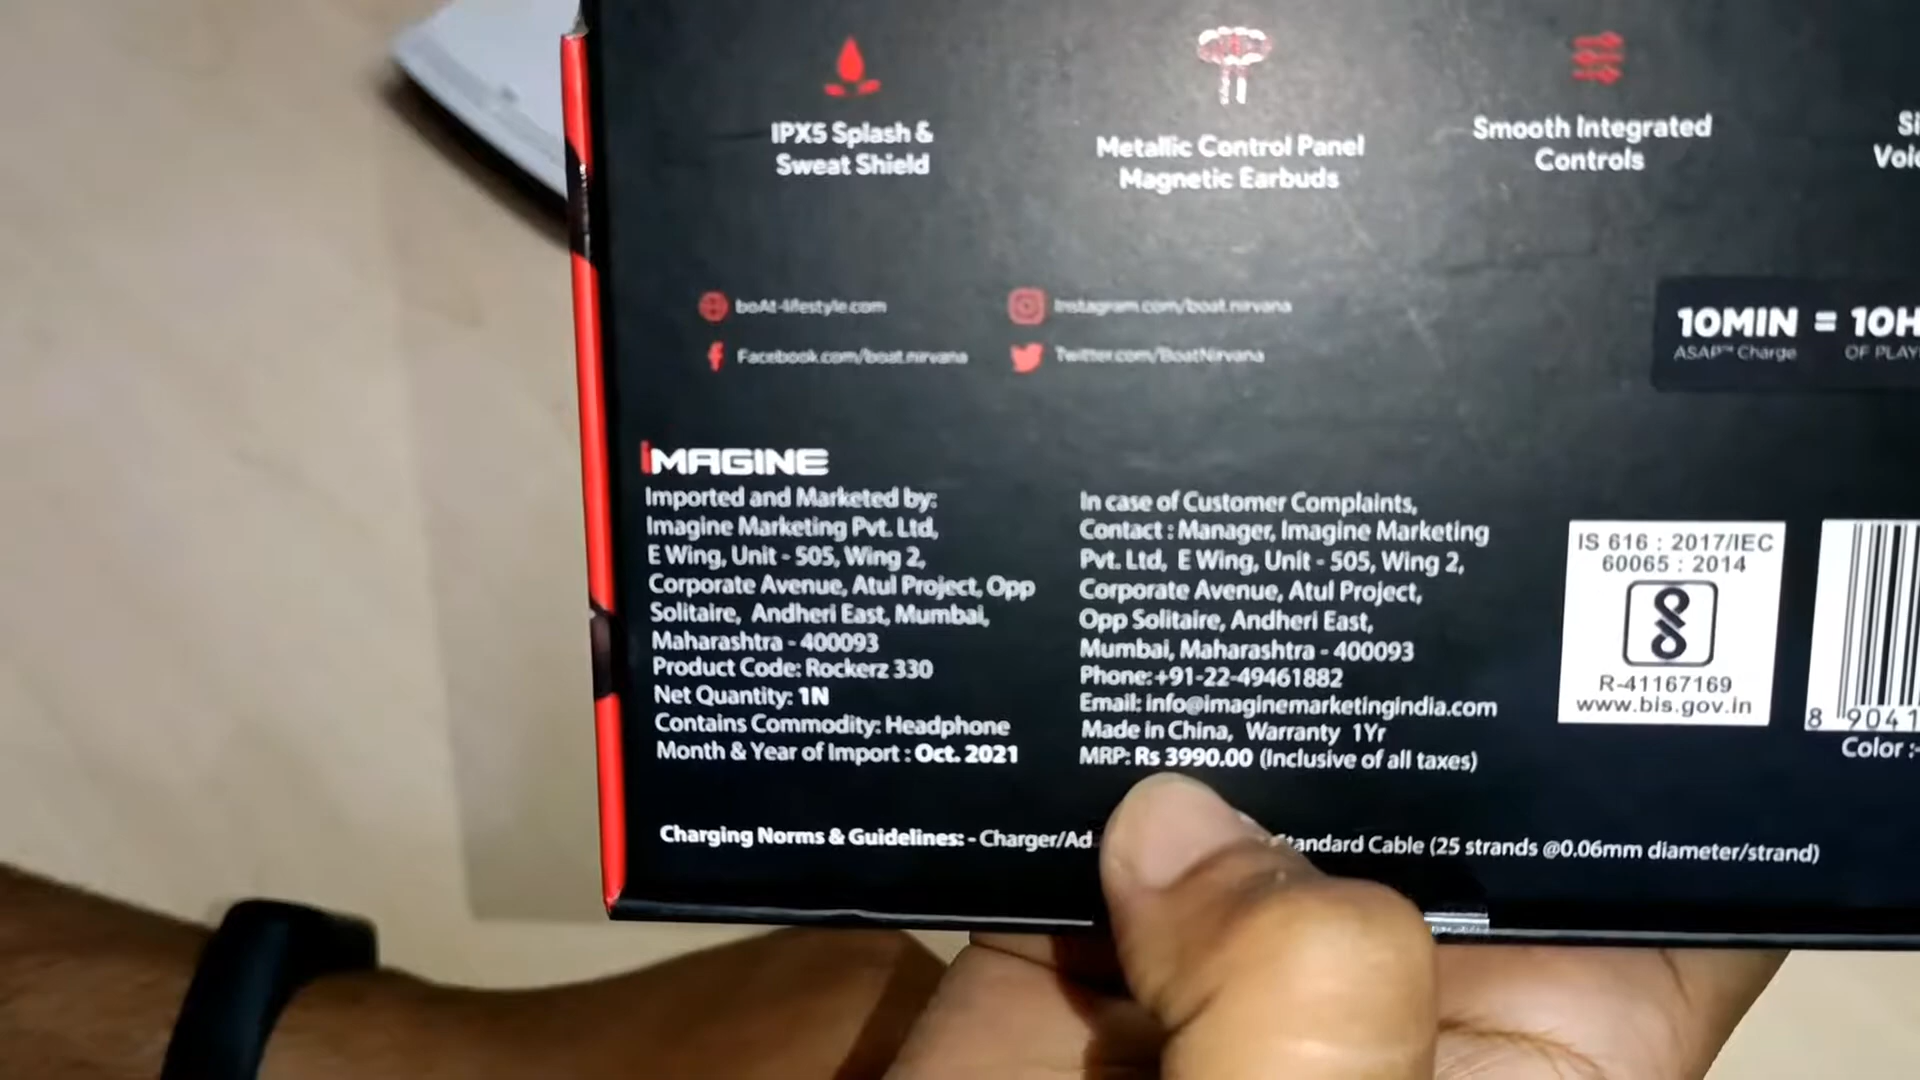 IPX5 Splash &
Sweat Shield
Metallic Control Panel
Magnetic Earbuds
Smooth Integrated
Controls
boAt-lifestyle.com
Instagram.com/boat.nirvana
Facebook.com/boat.nirvana
Twitter.com/BoatNirvana
10MIN = 10H
ASAP™ Charge OF PLAY
iMAGINE
Imported and Marketed by:
Imagine Marketing Pvt. Ltd,
E Wing, Unit - 505, Wing 2,
Corporate Avenue, Atul Project, Opp
Solitaire, Andheri East, Mumbai,
Maharashtra - 400093
Product Code: Rockerz 330
Net Quantity: 1N
Contains Commodity: Headphone
Month & Year of Import : Oct. 2021
In case of Customer Complaints,
Contact : Manager, Imagine Marketing
Pvt. Ltd, E Wing, Unit - 505, Wing 2,
Corporate Avenue, Atul Project,
Opp Solitaire, Andheri East,
Mumbai, Maharashtra - 400093
Phone:+91-22-49461882
Email: info@imaginemarketingindia.com
Made in China, Warranty 1Yr
MRP: Rs 3990.00 (Inclusive of all taxes)
IS 616 : 2017/IEC
60065 : 2014
R-41167169
www.bis.gov.in
8 9041
Color :-
Charging Norms & Guidelines: - Charger/Ad tandard Cable (25 strands @0.06mm diameter/strand)